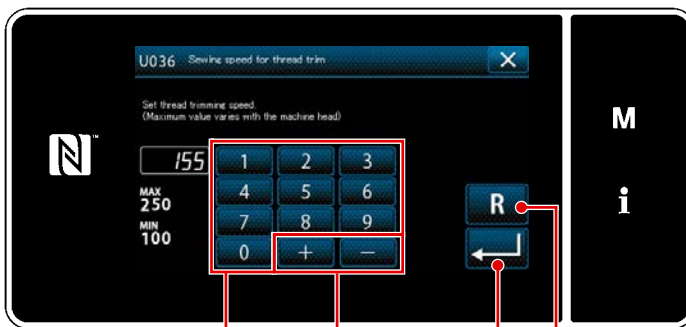 U036 Sewing speed for thread trim
Set thread trimming speed.
(Maximum value varies with the machine head)
155
MAX
250
MIN
100
1 2 3
4 5 6
7 8 9
0 + −
R
M
i
N
™